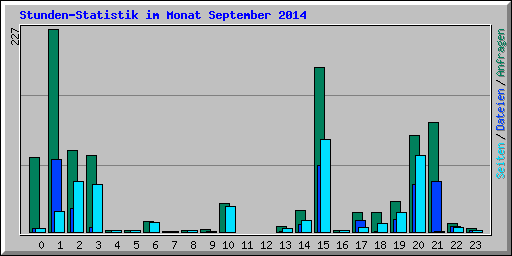 Stunden-Statistik im Monat September 2014
227
0 1 2 3 4 5 6 7 8 9 10 11 12 13 14 15 16 17 18 19 20 21 22 23
Seiten / Dateien / Anfragen